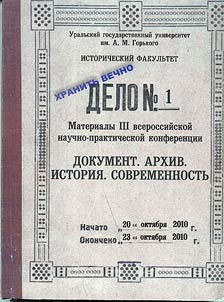 Уральский государственный университет
им. А. М. Горького
ИСТОРИЧЕСКИЙ ФАКУЛЬТЕТ
ХРАНИТЬ ВЕЧНО
ДЕЛО № 1
Материалы III всероссийской
научно-практической конференции
ДОКУМЕНТ. АРХИВ.
ИСТОРИЯ. СОВРЕМЕННОСТЬ
Начато „20“ октября 2010 г.
Окончено „23“ октября 2010 г.